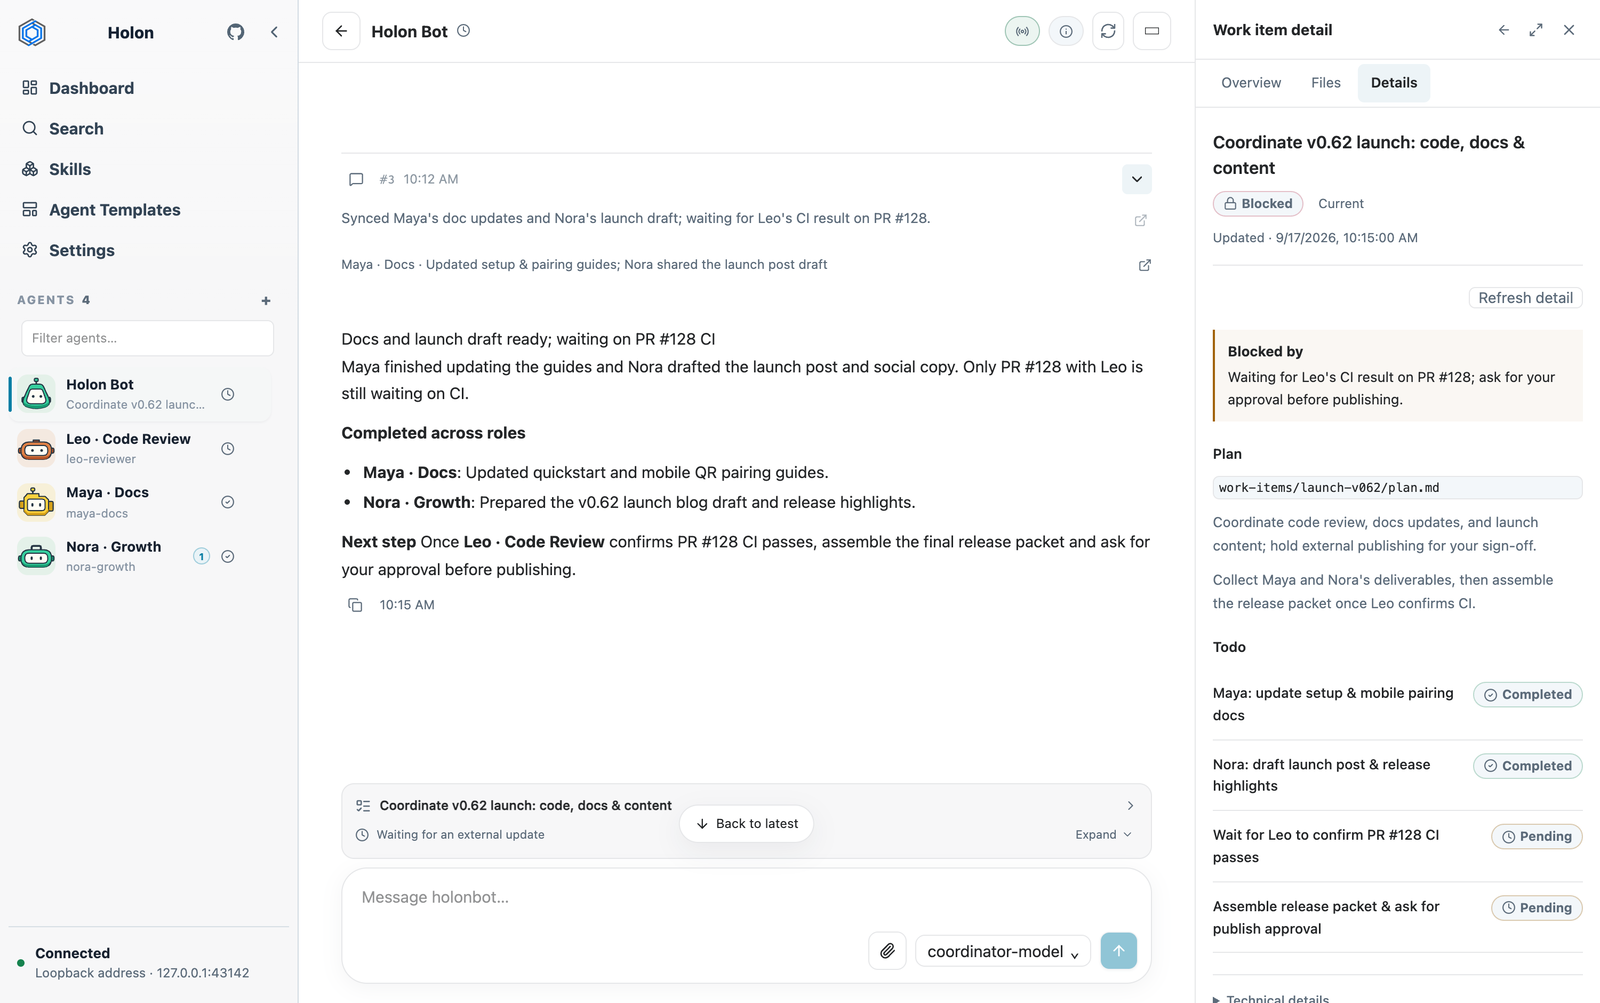 Holon
Dashboard
Search
Skills
Agent Templates
Settings
AGENTS 4
Filter agents...
Holon Bot
Coordinate v0.62 launc...
Leo · Code Review
leo-reviewer
Maya · Docs
maya-docs
Nora · Growth
nora-growth
1
Connected
Loopback address · 127.0.0.1:43142
Holon Bot
#3 10:12 AM
Synced Maya's doc updates and Nora's launch draft; waiting for Leo's CI result on PR #128.
Maya · Docs · Updated setup & pairing guides; Nora shared the launch post draft
Docs and launch draft ready; waiting on PR #128 CI
Maya finished updating the guides and Nora drafted the launch post and social copy. Only PR #128 with Leo is
still waiting on CI.
Completed across roles
• Maya · Docs: Updated quickstart and mobile QR pairing guides.
• Nora · Growth: Prepared the v0.62 launch blog draft and release highlights.
Next step Once Leo · Code Review confirms PR #128 CI passes, assemble the final release packet and ask for
your approval before publishing.
10:15 AM
Coordinate v0.62 launch: code, docs & content
Back to latest
Waiting for an external update
Expand
Message holonbot...
coordinator-model
Work item detail
Overview Files Details
Coordinate v0.62 launch: code, docs &
content
Blocked Current
Updated · 9/17/2026, 10:15:00 AM
Refresh detail
Blocked by
Waiting for Leo's CI result on PR #128; ask for your
approval before publishing.
Plan
work-items/launch-v062/plan.md
Coordinate code review, docs updates, and launch
content; hold external publishing for your sign-off.
Collect Maya and Nora's deliverables, then assemble
the release packet once Leo confirms CI.
Todo
Maya: update setup & mobile pairing
docs
Completed
Nora: draft launch post & release
highlights
Completed
Wait for Leo to confirm PR #128 CI
passes
Pending
Assemble release packet & ask for
publish approval
Pending
Technical details